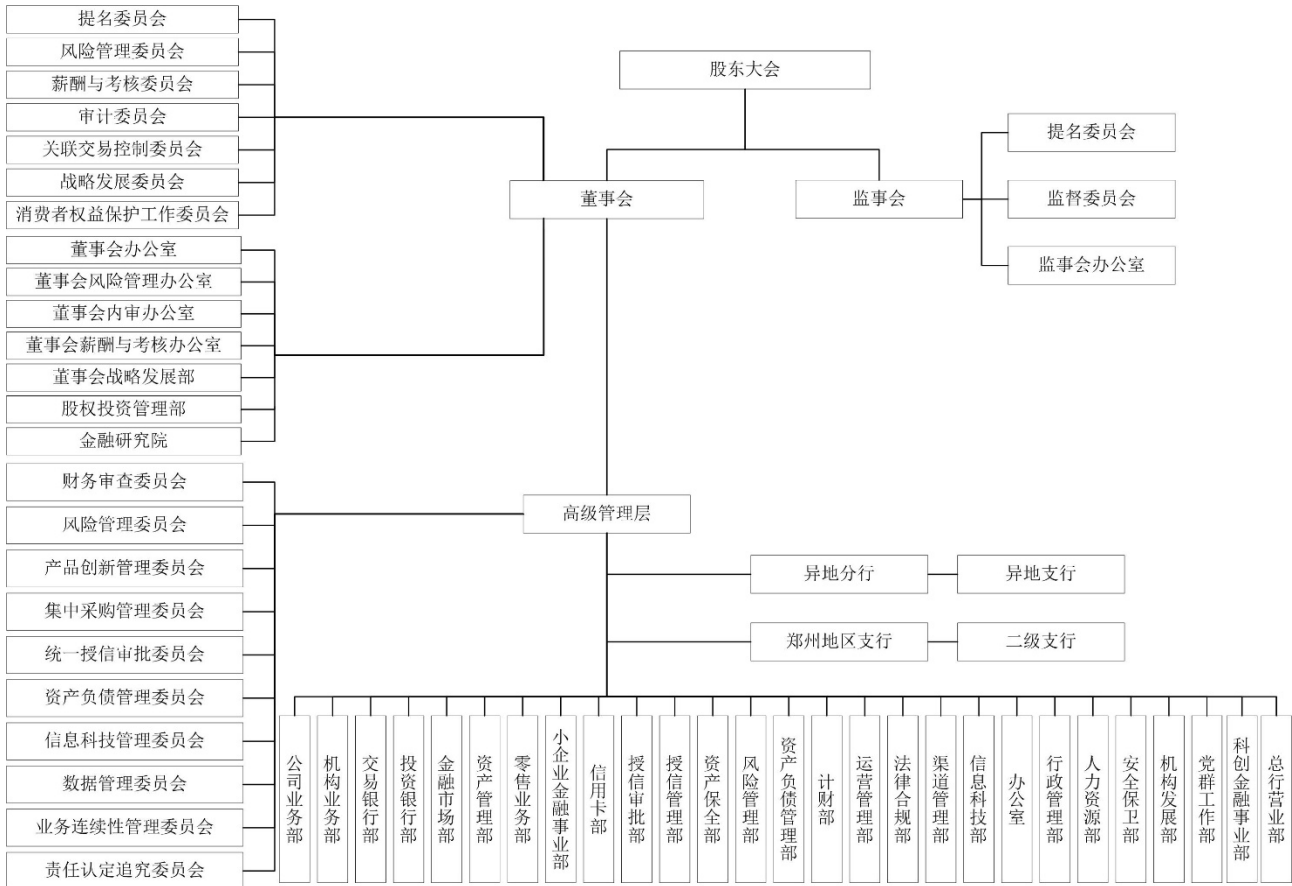 股东大会
董事会
监事会
提名委员会
监督委员会
监事会办公室
提名委员会
风险管理委员会
薪酬与考核委员会
审计委员会
关联交易控制委员会
战略发展委员会
消费者权益保护工作委员会
董事会办公室
董事会风险管理办公室
董事会内审办公室
董事会薪酬与考核办公室
董事会战略发展部
股权投资管理部
金融研究院
高级管理层
财务审查委员会
风险管理委员会
产品创新管理委员会
集中采购管理委员会
统一授信审批委员会
资产负债管理委员会
信息科技管理委员会
数据管理委员会
业务连续性管理委员会
责任认定追究委员会
异地分行
异地支行
郑州地区支行
二级支行
公司业务部
机构业务部
交易银行部
投资银行部
金融市场部
资产管理部
零售业务部
小企业金融事业部
信用卡部
授信审批部
授信管理部
资产保全部
风险管理部
资产负债管理部
计财部
运营管理部
法律合规部
渠道管理部
信息科技部
办公室
行政管理部
人力资源部
安全保卫部
机构发展部
党群工作部
科创金融事业部
总行营业部